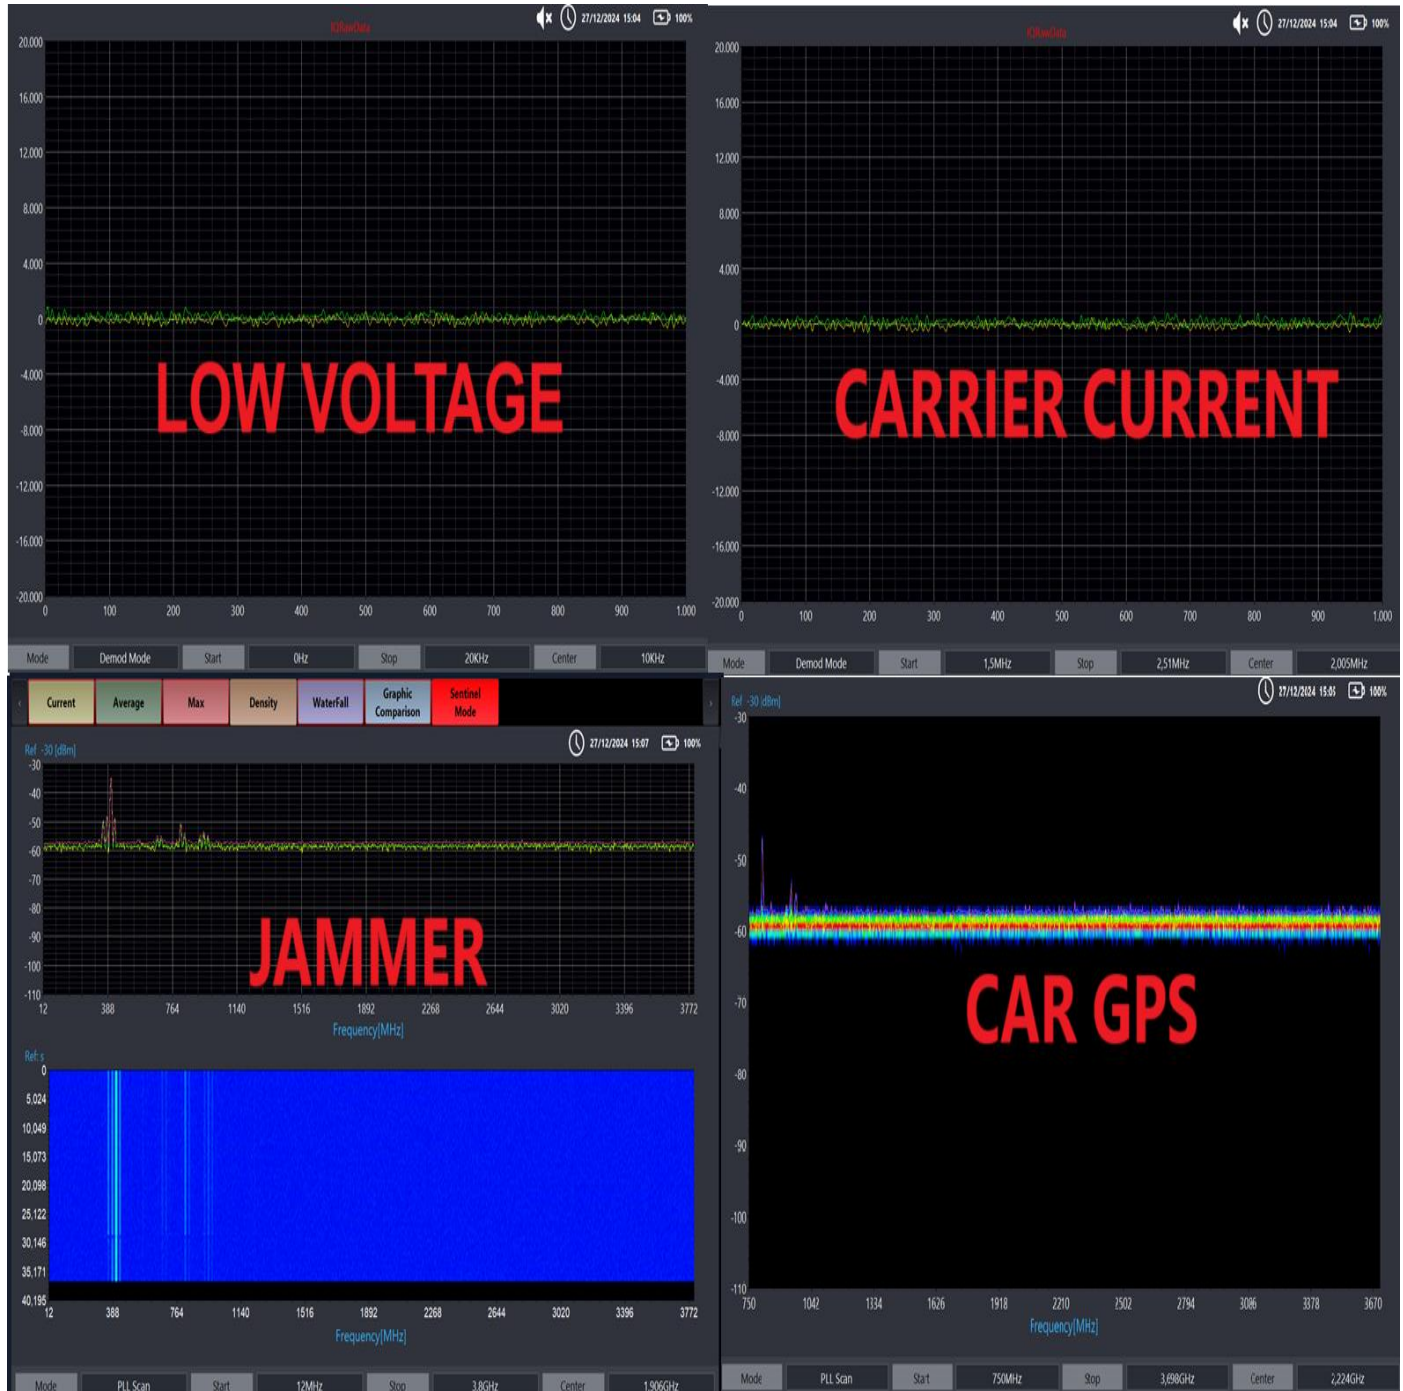 IQRawData
27/12/2024 15:04 100%
20.000
16.000
12.000
8.000
4.000
0
-4.000
-8.000
-12.000
-16.000
-20.000
0 100 200 300 400 500 600 700 800 900 1.000
LOW VOLTAGE
Mode Demod Mode Start 0Hz Stop 20KHz Center 10KHz
IQRawData
27/12/2024 15:04 100%
20.000
16.000
12.000
8.000
4.000
0
-4.000
-8.000
-12.000
-16.000
-20.000
0 100 200 300 400 500 600 700 800 900 1.000
CARRIER CURRENT
Mode Demod Mode Start 1,5MHz Stop 2,51MHz Center 2,005MHz
Current Average Max Density WaterFall Graphic Comparison Sentinel Mode
27/12/2024 15:07 100%
Ref -30 [dBm]
-30
-40
-50
-60
-70
-80
-90
-100
-110
12 388 764 1140 1516 1892 2268 2644 3020 3396 3772
Frequency[MHz]
JAMMER
Ref: s
0
5,024
10,049
15,073
20,098
25,122
30,146
35,171
40,195
12 388 764 1140 1516 1892 2268 2644 3020 3396 3772
Frequency[MHz]
Mode PLL Scan Start 12MHz Stop 3,8GHz Center 1,906GHz
27/12/2024 15:05 100%
Ref -30 [dBm]
-30
-40
-50
-60
-70
-80
-90
-100
-110
750 1042 1334 1626 1918 2210 2502 2794 3086 3378 3670
Frequency[MHz]
CAR GPS
Mode PLL Scan Start 750MHz Stop 3,698GHz Center 2,224GHz